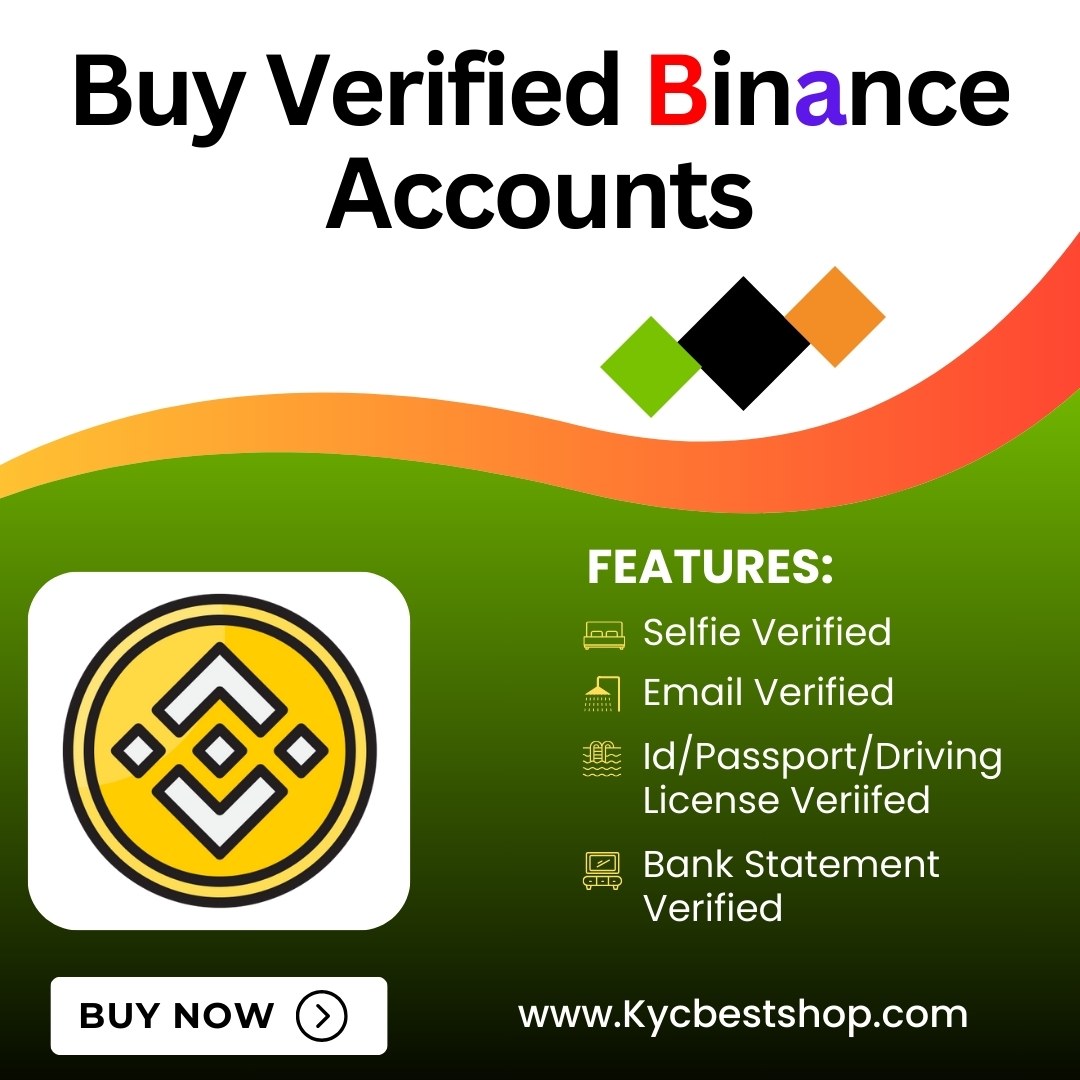 Buy Verified Binance
Accounts
FEATURES:
Selfie Verified
Email Verified
Id/Passport/Driving
License Veriifed
Bank Statement
Verified
BUY NOW
www.Kycbestshop.com